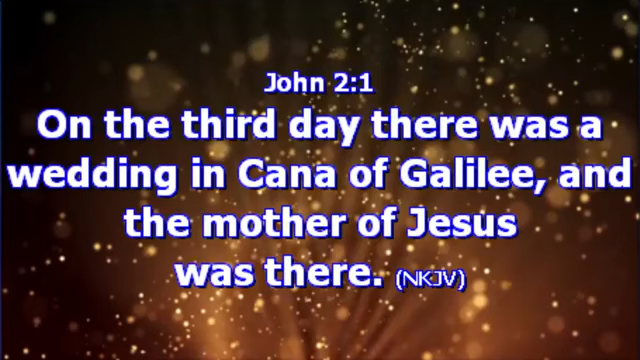 John 2:1
On the third day there was a
wedding in Cana of Galilee, and
the mother of Jesus
was there. (NKJV)